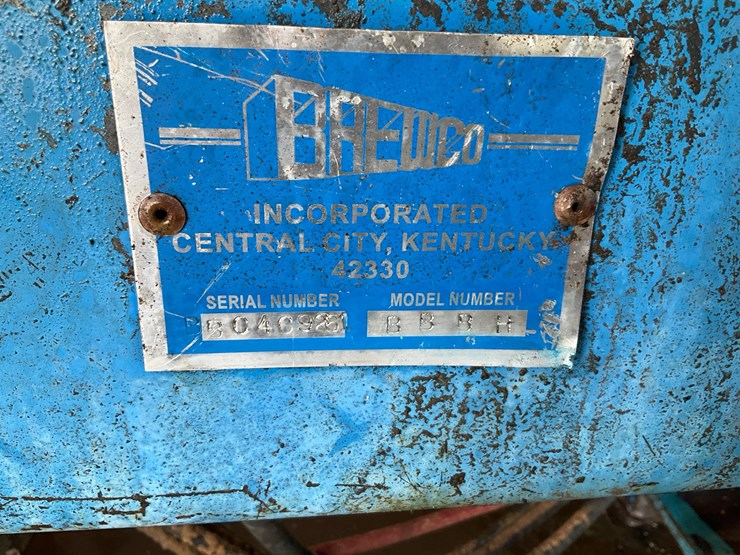 BREWCO
INCORPORATED
CENTRAL CITY, KENTUCKY
42330
SERIAL NUMBER MODEL NUMBER